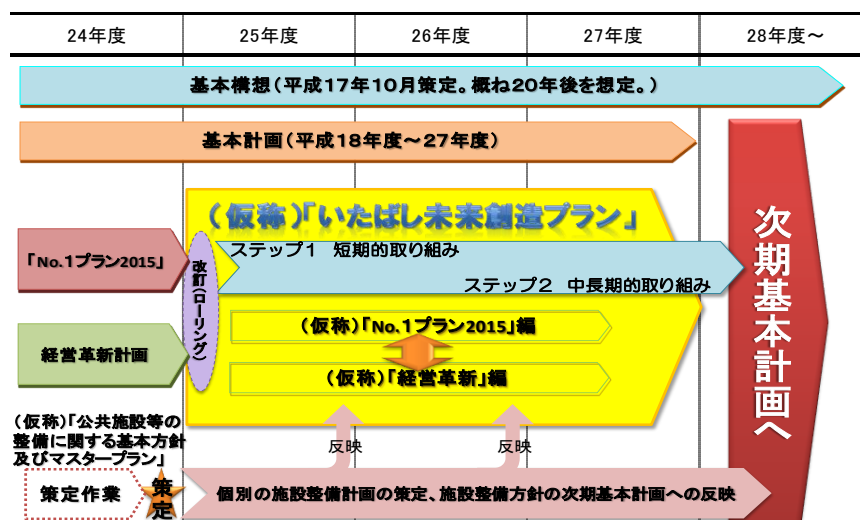 24年度 25年度 26年度 27年度 28年度～
基本構想(平成17年10月策定。概ね20年後を想定。)
基本計画(平成18年度～27年度)
(仮称)「いたばし未来創造プラン」
「No.1プラン2015」
改訂(ローリング)
ステップ1 短期的取り組み
ステップ2 中長期的取り組み
(仮称)「No.1プラン2015」編
経営革新計画
(仮称)「経営革新」編
次期基本計画へ
(仮称)「公共施設等の
整備に関する基本方針
及びマスタープラン」
反映 反映
策定作業
策定
個別の施設整備計画の策定、施設整備方針の次期基本計画への反映